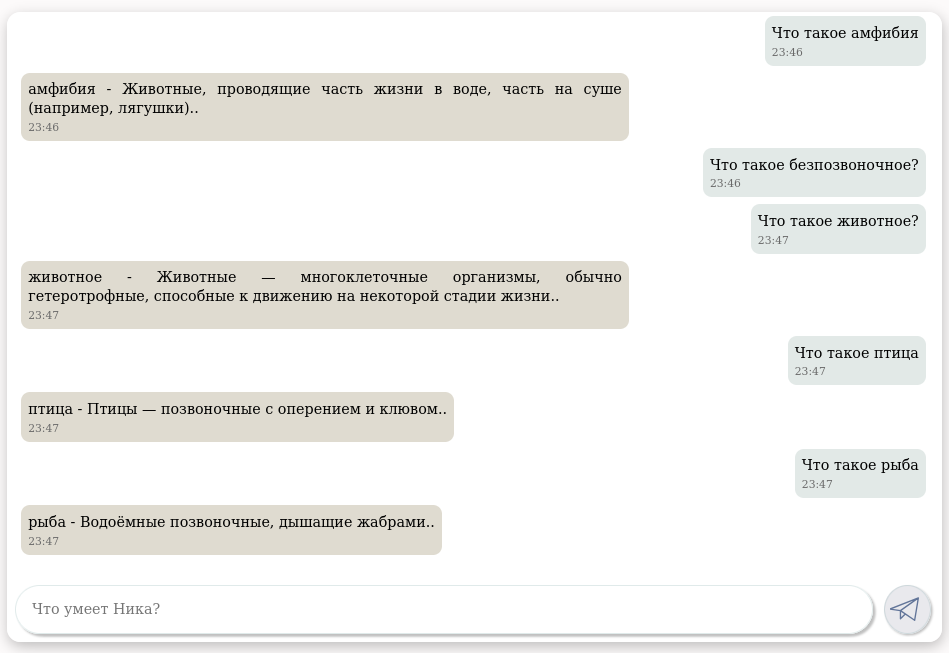 Что такое амфибия
23:46
амфибия - Животные, проводящие часть жизни в воде, часть на суше
(например, лягушки)..
23:46
Что такое безпозвоночное?
23:46
Что такое животное?
23:47
животное - Животные — многоклеточные организмы, обычно
гетеротрофные, способные к движению на некоторой стадии жизни..
23:47
Что такое птица
23:47
птица - Птицы — позвоночные с оперением и клювом..
23:47
Что такое рыба
23:47
рыба - Водоёмные позвоночные, дышащие жабрами..
23:47
Что умеет Ника?